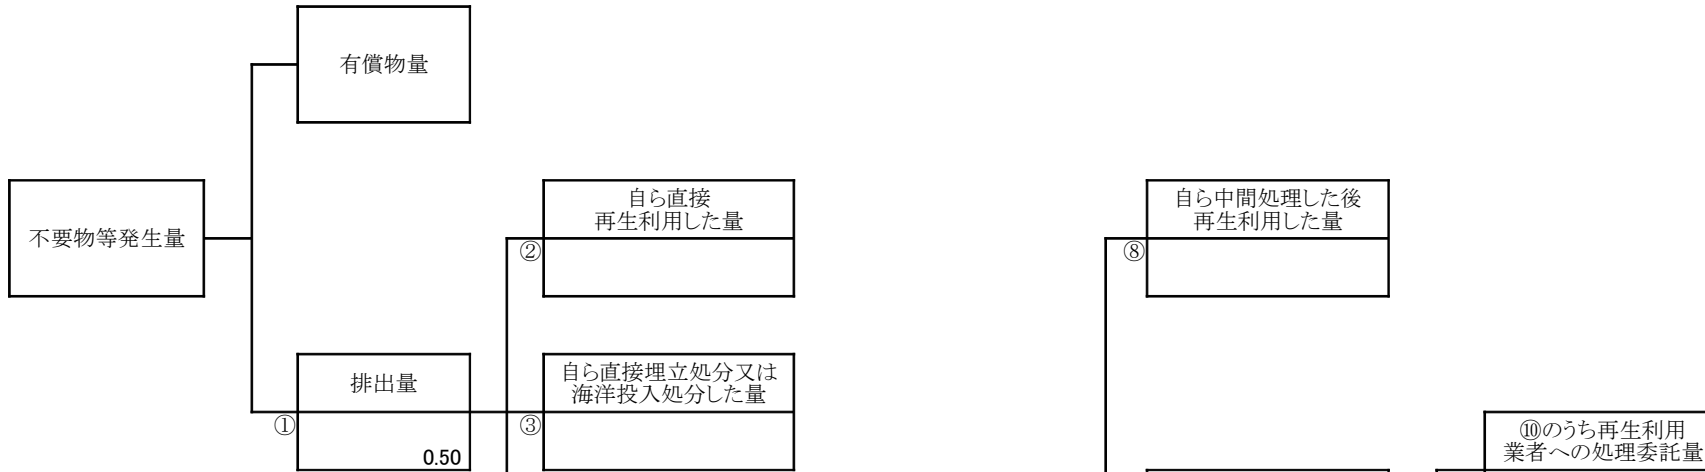 有償物量
不要物等発生量
自ら直接
再生利用した量
②
自ら中間処理した後
再生利用した量
⑧
排出量
①
0.50
自ら直接埋立処分又は
海洋投入処分した量
③
⑩のうち再生利用
業者への処理委託量